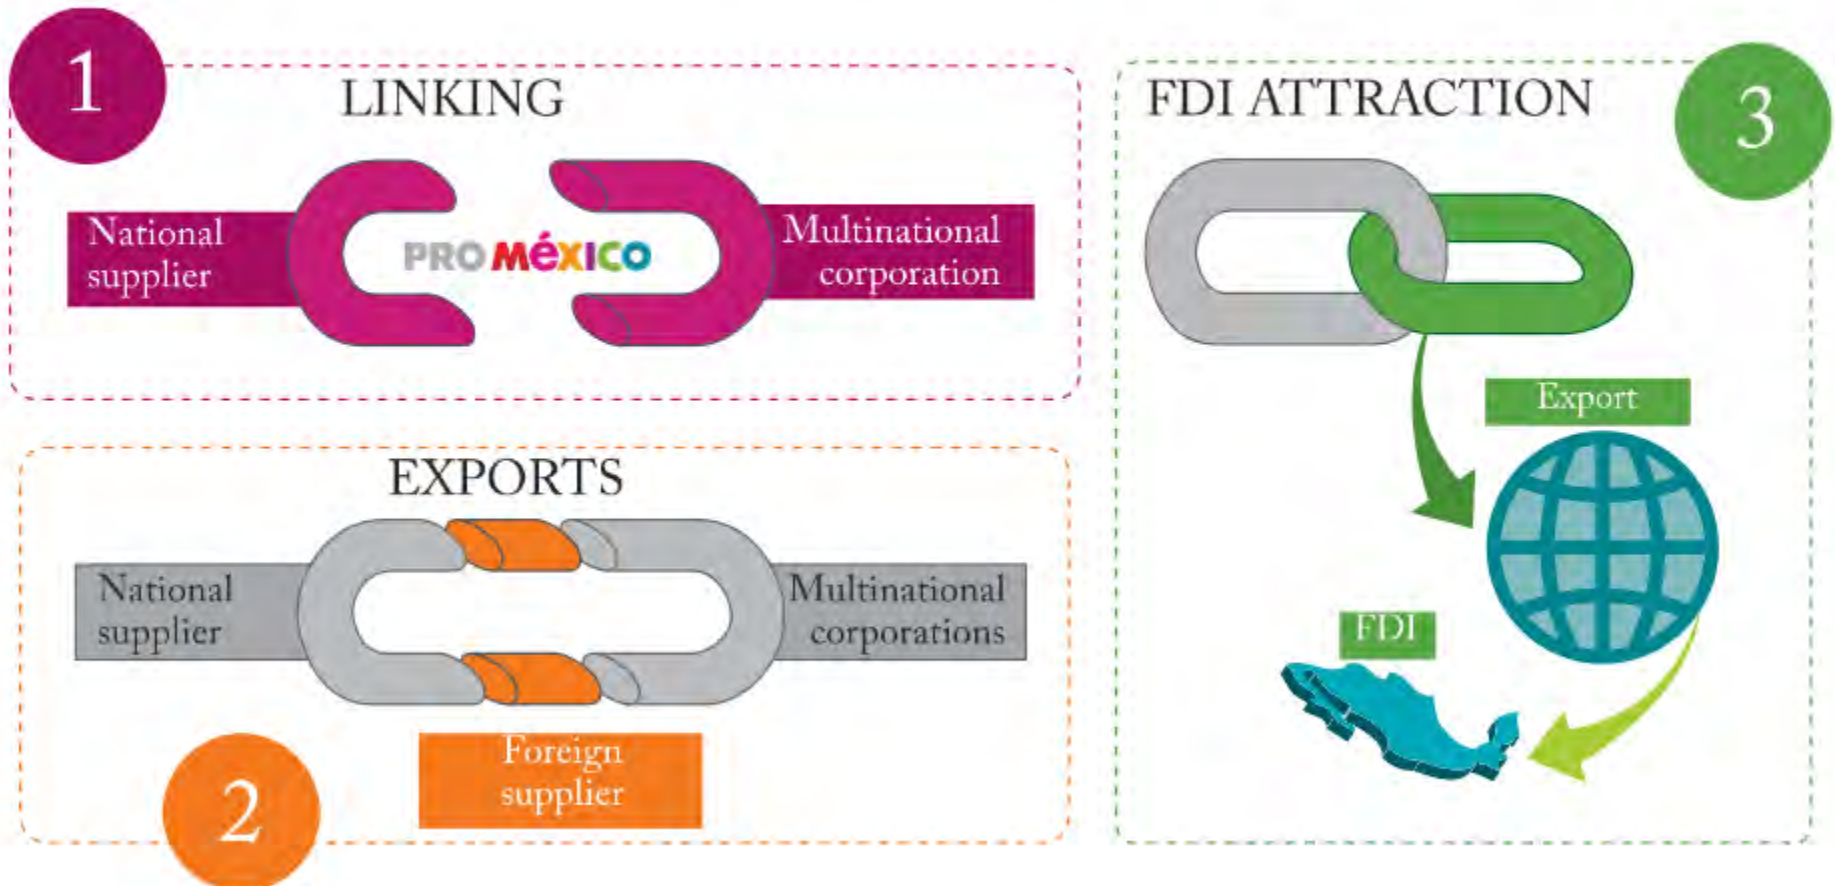 1
LINKING
National
supplier
PRO MéXICO
Multinational
corporation
EXPORTS
National
supplier
Multinational
corporations
Foreign
supplier
2
FDI ATTRACTION
3
Export
FDI